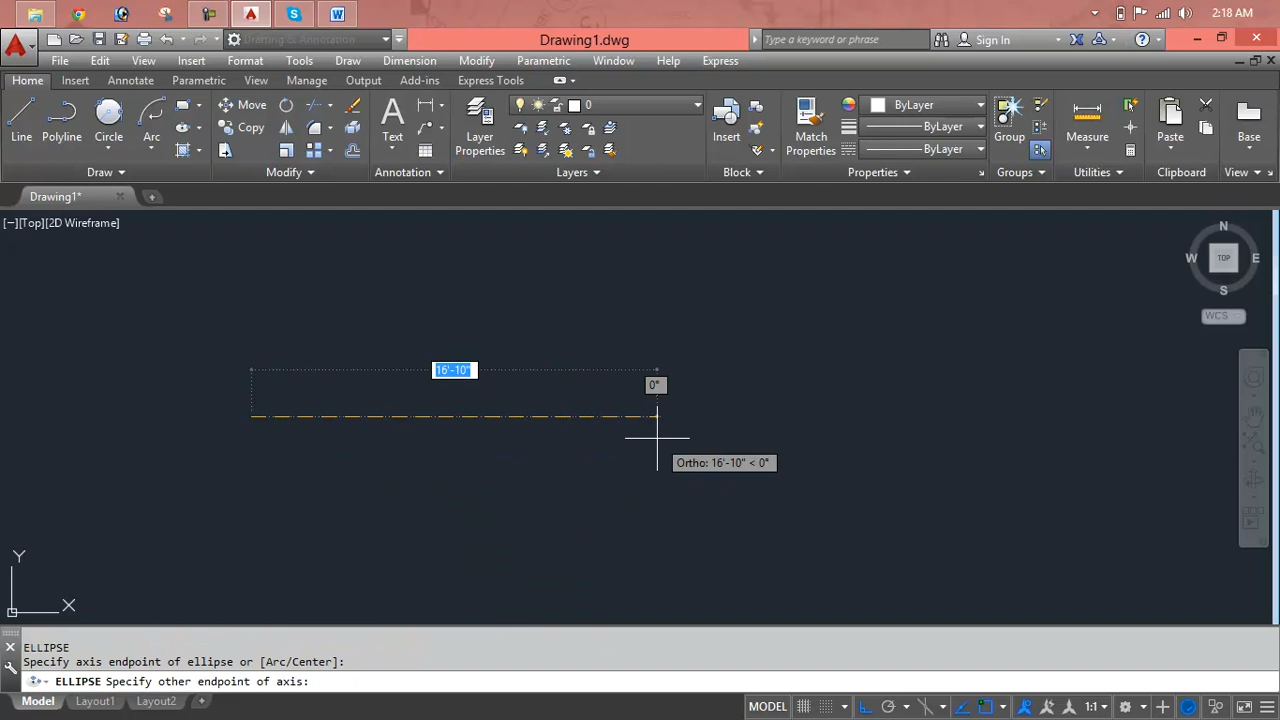 2:18 AM
Drafting & Annotation
Drawing1.dwg
Type a keyword or phrase
Sign In
File Edit View Insert Format Tools Draw Dimension Modify Parametric Window Help Express
Home Insert Annotate Parametric View Manage Output Add-ins Express Tools
Line
Polyline
Circle
Arc
Move
Copy
Text
Layer
Properties
0
Insert
Match
Properties
ByLayer
ByLayer
ByLayer
Group
Measure
Paste
Base
Draw
Modify
Annotation
Layers
Block
Properties
Groups
Utilities
Clipboard
View
Drawing1*
[−][Top][2D Wireframe]
N
W
TOP
E
S
WCS
16'-10"
0°
Ortho: 16'-10" < 0°
Y
X
ELLIPSE
Specify axis endpoint of ellipse or [Arc/Center]:
ELLIPSE Specify other endpoint of axis:
Model Layout1 Layout2
MODEL
1:1